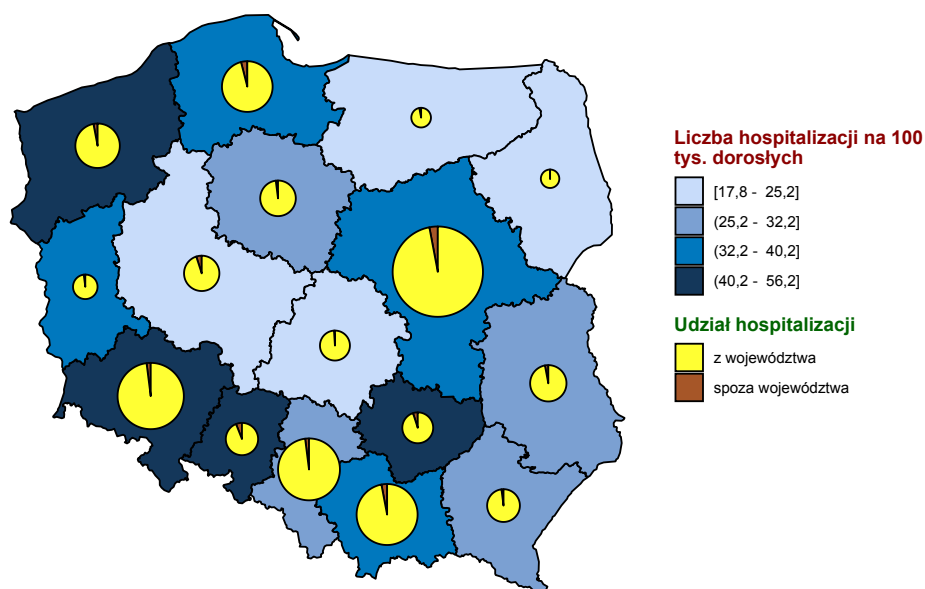 Liczba hospitalizacji na 100
tys. dorosłych
[17,8 - 25,2]
(25,2 - 32,2]
(32,2 - 40,2]
(40,2 - 56,2]
Udział hospitalizacji
z województwa
spoza województwa